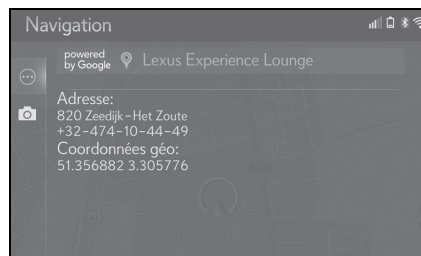 Navigation
powered
by Google
Lexus Experience Lounge
Adresse:
820 Zeedijk-Het Zoute
+32-474-10-44-49
Coordonnées géo:
51.356882 3.305776